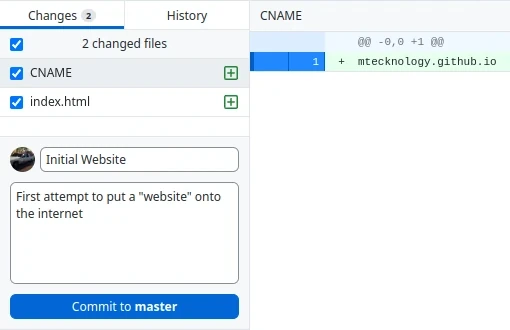 Changes 2
History
2 changed files
CNAME
index.html
Initial Website
First attempt to put a "website" onto
the internet
Commit to master
CNAME
@@ -0,0 +1 @@
1 + mtecknology.github.io